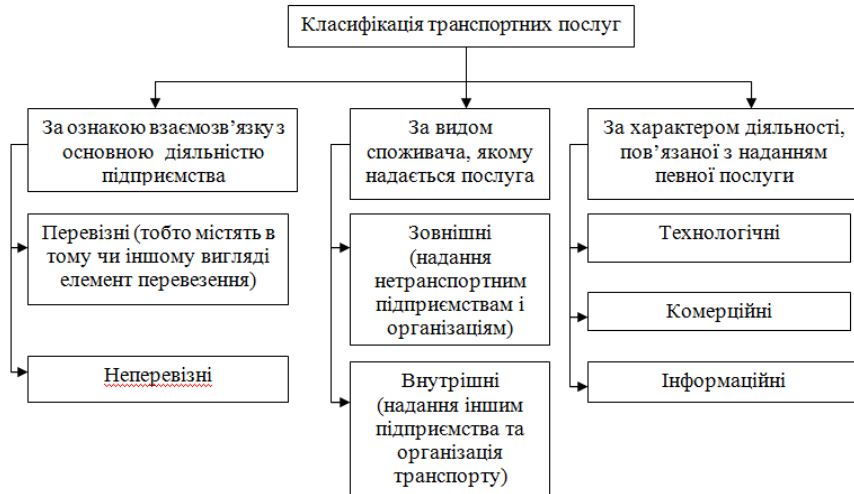 Класифікація транспортних послуг
За ознакою взаємозв’язку з
основною діяльністю
підприємства
Перевізні (тобто містять в
тому чи іншому вигляді
елемент перевезення)
Неперевізні
За видом
споживача, якому
надається послуга
Зовнішні
(надання
нетранспортним
підприємствам і
організаціям)
Внутрішні
(надання іншим
підприємства та
організація
транспорту)
За характером діяльності,
пов’язаної з наданням
певної послуги
Технологічні
Комерційні
Інформаційні